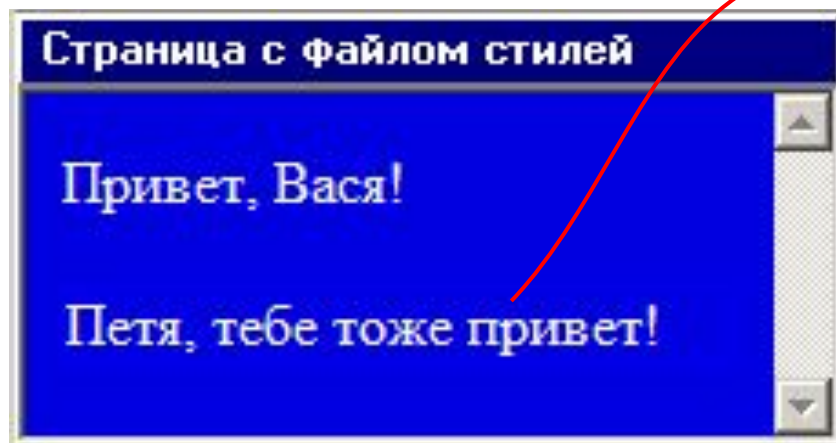 Страница с файлом стилей
Привет, Вася!
Петя, тебе тоже привет!